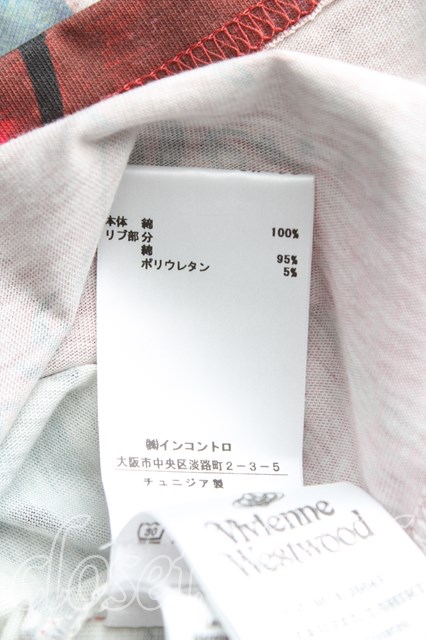 本体 綿 100%
リブ部分
綿 95%
ポリウレタン 5%
㈱インコントロ
大阪市中央区淡路町2-3-5
チュニジア製
30
Vivienne
Westwood
closet